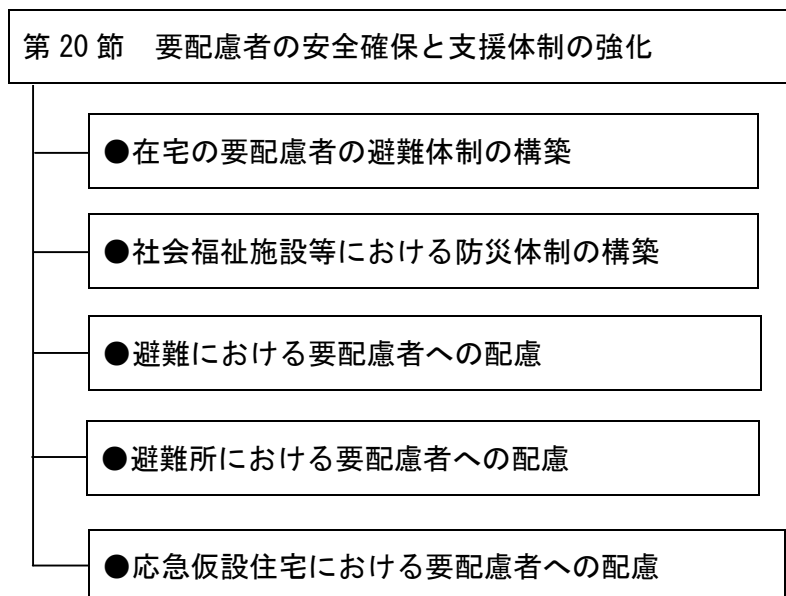 第 20 節　要配慮者の安全確保と支援体制の強化
●在宅の要配慮者の避難体制の構築
●社会福祉施設等における防災体制の構築
●避難における要配慮者への配慮
●避難所における要配慮者への配慮
●応急仮設住宅における要配慮者への配慮